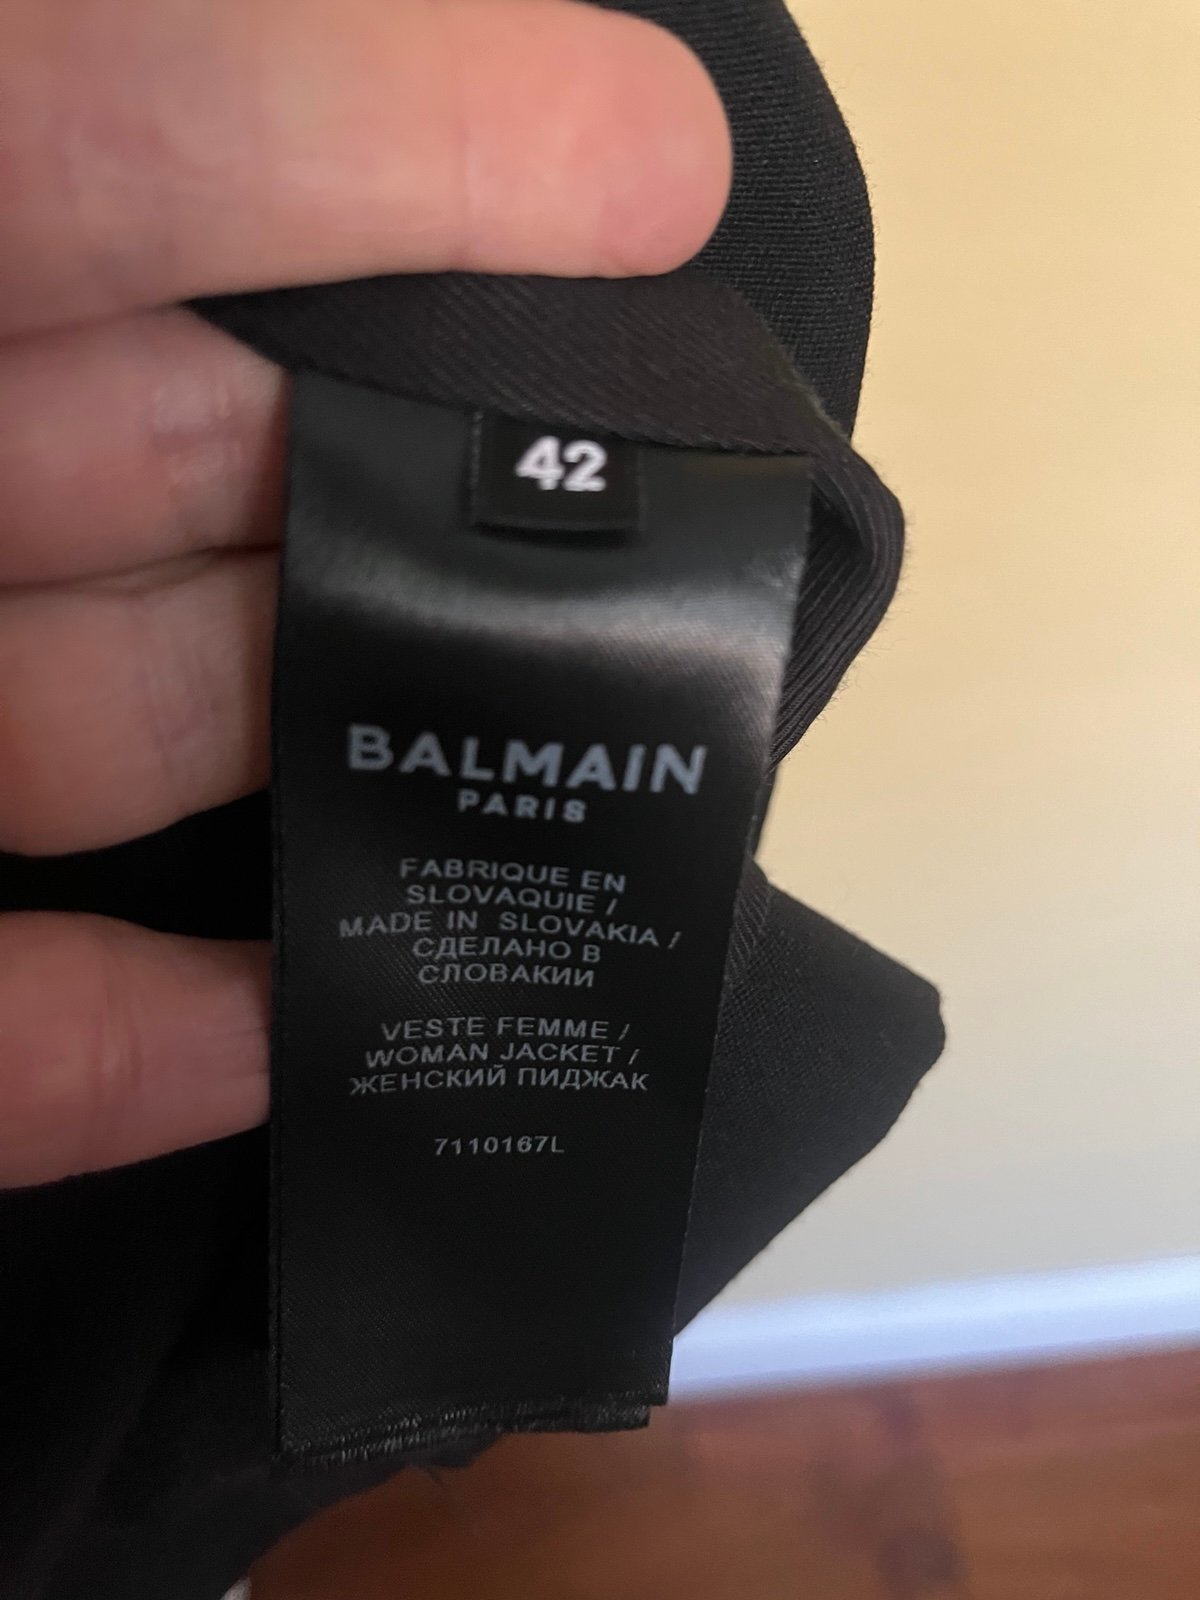 42
BALMAIN
PARIS
FABRIQUE EN
SLOVAQUIE /
MADE IN SLOVAKIA /
СДЕЛАНО В
СЛОВАКИИ
VESTE FEMME /
WOMAN JACKET /
ЖЕНСКИЙ ПИДЖАК
7110167L